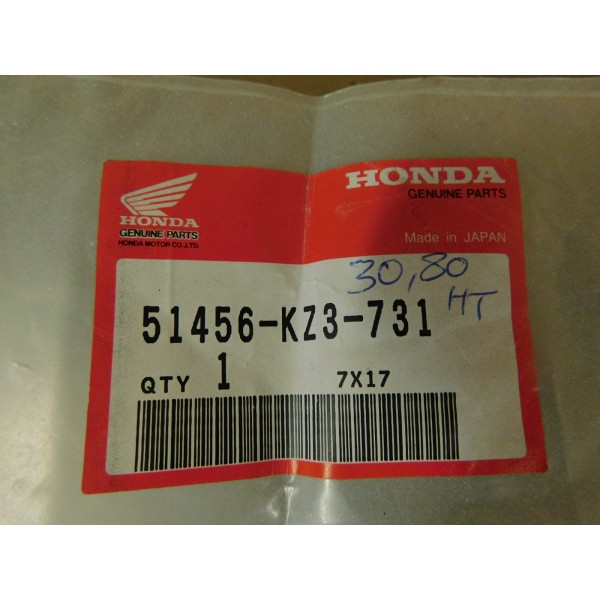 HONDA
GENUINE PARTS
HONDA MOTOR CO.,LTD.
HONDA
GENUINE PARTS
Made in JAPAN
30,80
HT
51456-KZ3-731
QTY 1 7X17